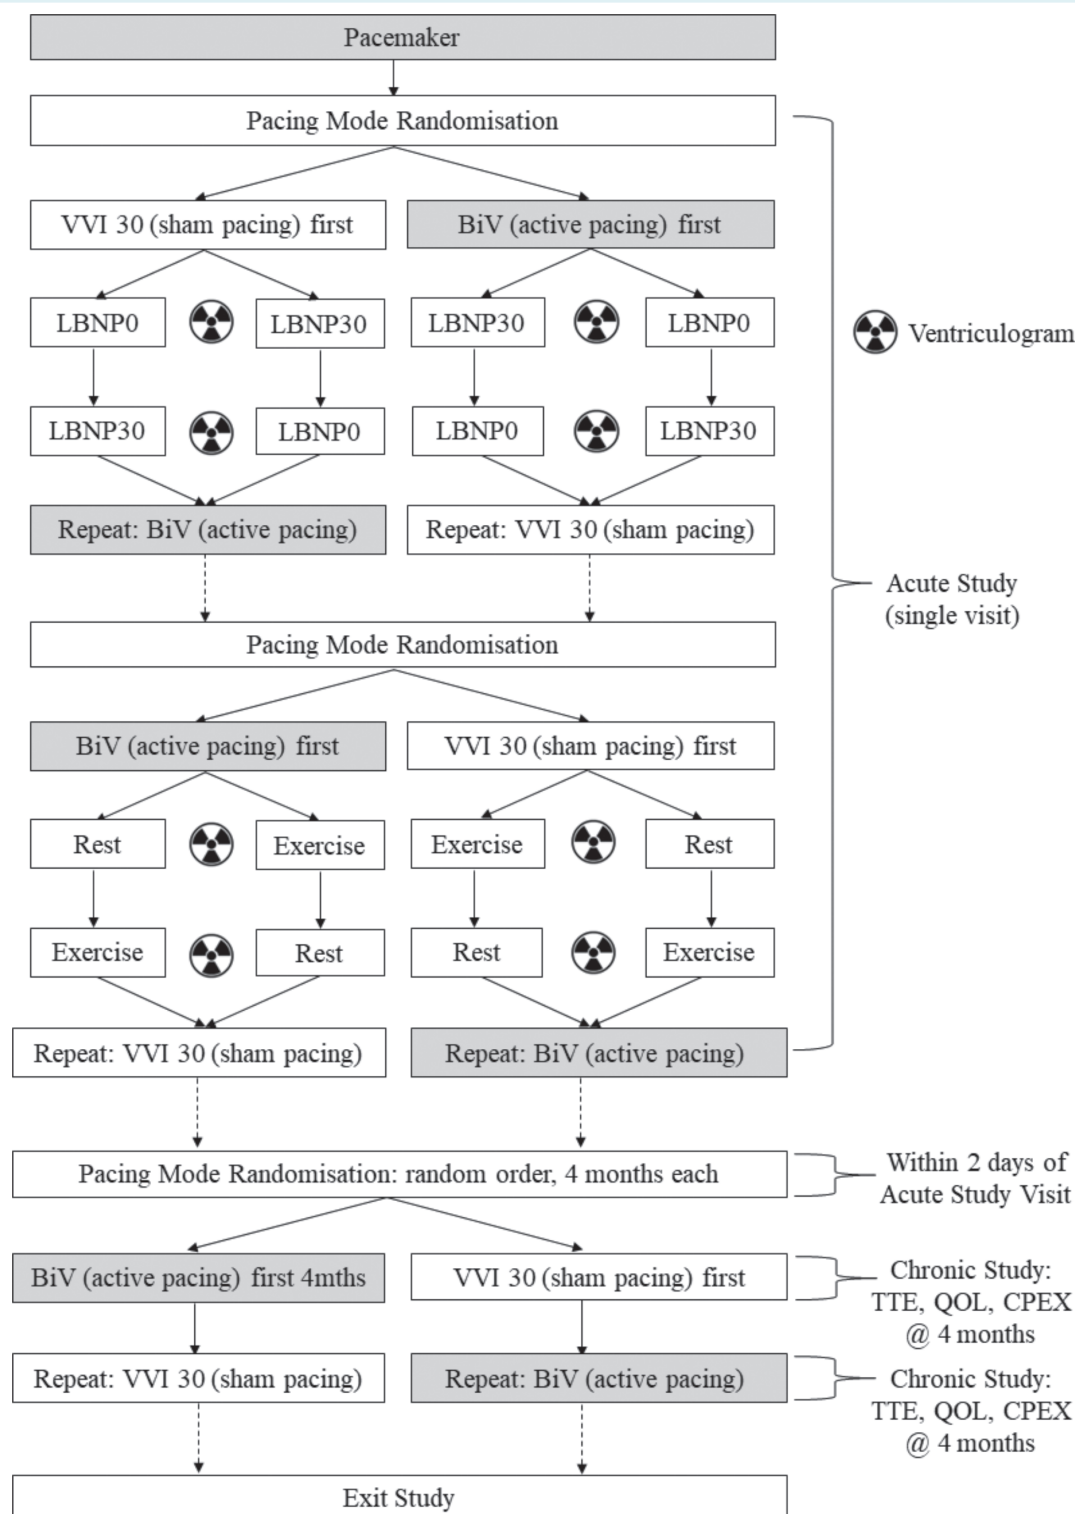 Pacemaker
Pacing Mode Randomisation
VVI 30 (sham pacing) first
BiV (active pacing) first
LBNP0
LBNP30
LBNP30
LBNP0
Ventriculogram
LBNP30
LBNP0
LBNP0
LBNP30
Repeat: BiV (active pacing)
Repeat: VVI 30 (sham pacing)
Acute Study
(single visit)
Pacing Mode Randomisation
BiV (active pacing) first
VVI 30 (sham pacing) first
Rest
Exercise
Exercise
Rest
Exercise
Rest
Rest
Exercise
Repeat: VVI 30 (sham pacing)
Repeat: BiV (active pacing)
Pacing Mode Randomisation: random order, 4 months each
Within 2 days of
Acute Study Visit
BiV (active pacing) first 4mths
VVI 30 (sham pacing) first
Chronic Study:
TTE, QOL, CPEX
@ 4 months
Repeat: VVI 30 (sham pacing)
Repeat: BiV (active pacing)
Chronic Study:
TTE, QOL, CPEX
@ 4 months
Exit Study